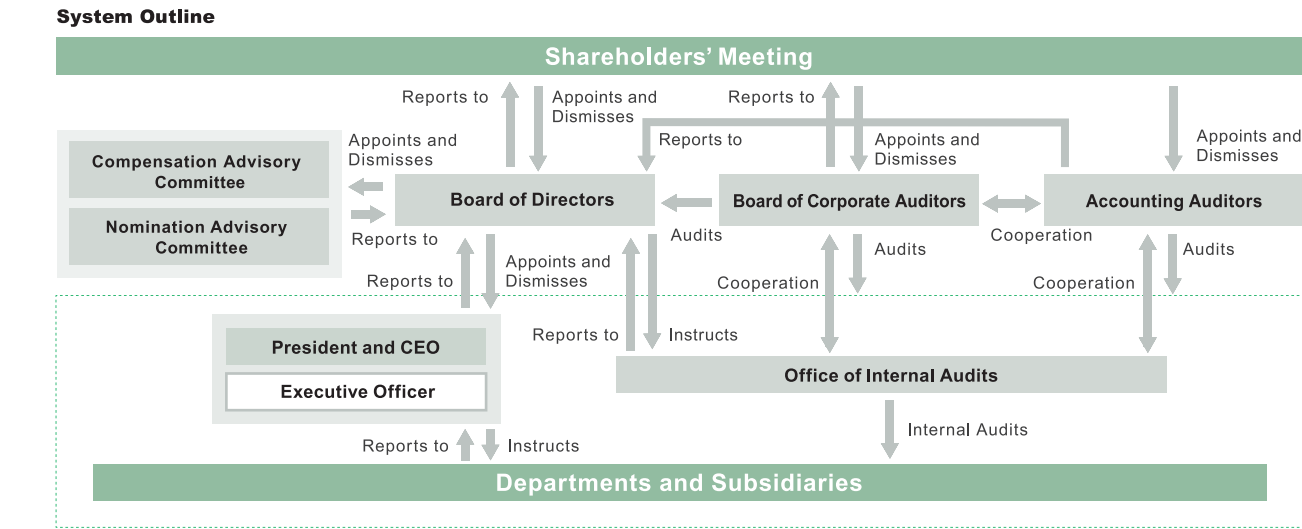 System Outline
Shareholders' Meeting
Reports to
Appoints and
Dismisses
Reports to
Appoints and
Dismisses
Reports to
Appoints and
Dismisses
Appoints and
Dismisses
Compensation Advisory
Committee
Nomination Advisory
Committee
Board of Directors
Board of Corporate Auditors
Accounting Auditors
Reports to
Audits
Cooperation
Audits
Audits
Appoints and
Dismisses
Reports to
Cooperation
Cooperation
Reports to
Instructs
President and CEO
Executive Officer
Office of Internal Audits
Internal Audits
Reports to
Instructs
Departments and Subsidiaries